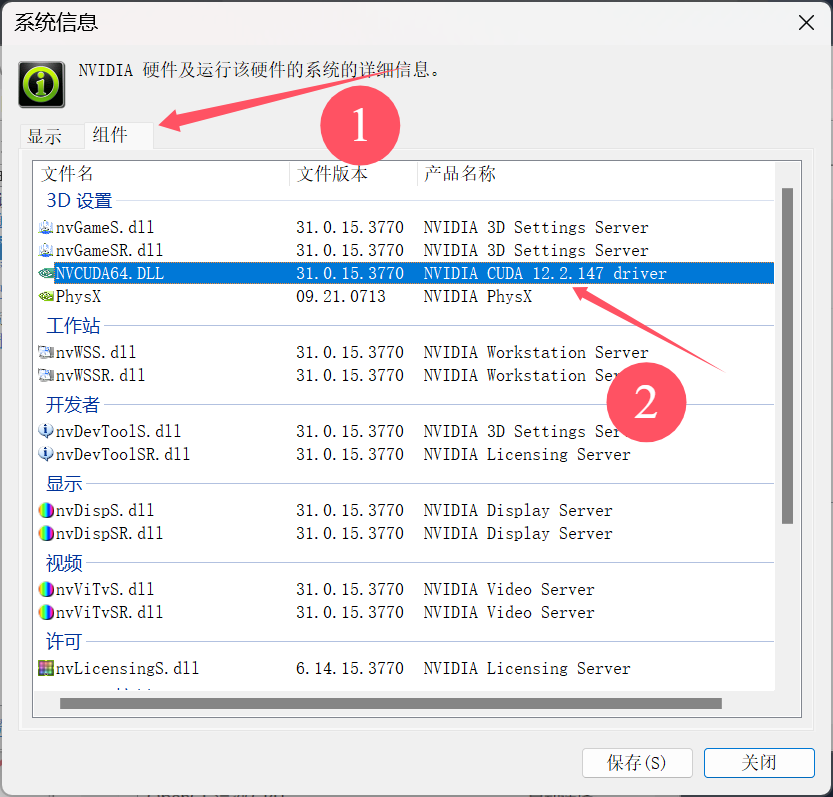 系统信息
NVIDIA 硬件及运行该硬件的系统的详细信息。
1
显示 组件
文件名 文件版本 产品名称
3D 设置
nvGameS.dll 31.0.15.3770 NVIDIA 3D Settings Server
nvGameSR.dll 31.0.15.3770 NVIDIA 3D Settings Server
NVCUDA64.DLL 31.0.15.3770 NVIDIA CUDA 12.2.147 driver
PhysX 09.21.0713 NVIDIA PhysX
工作站
nvWSS.dll 31.0.15.3770 NVIDIA Workstation Server
nvWSSR.dll 31.0.15.3770 NVIDIA Workstation
2
开发者
nvDevToolS.dll 31.0.15.3770 NVIDIA 3D Settings
nvDevToolSR.dll 31.0.15.3770 NVIDIA Licensing Server
显示
nvDispS.dll 31.0.15.3770 NVIDIA Display Server
nvDispSR.dll 31.0.15.3770 NVIDIA Display Server
视频
nvViTvS.dll 31.0.15.3770 NVIDIA Video Server
nvViTvSR.dll 31.0.15.3770 NVIDIA Video Server
许可
nvLicensingS.dll 6.14.15.3770 NVIDIA Licensing Server
保存(S) 关闭